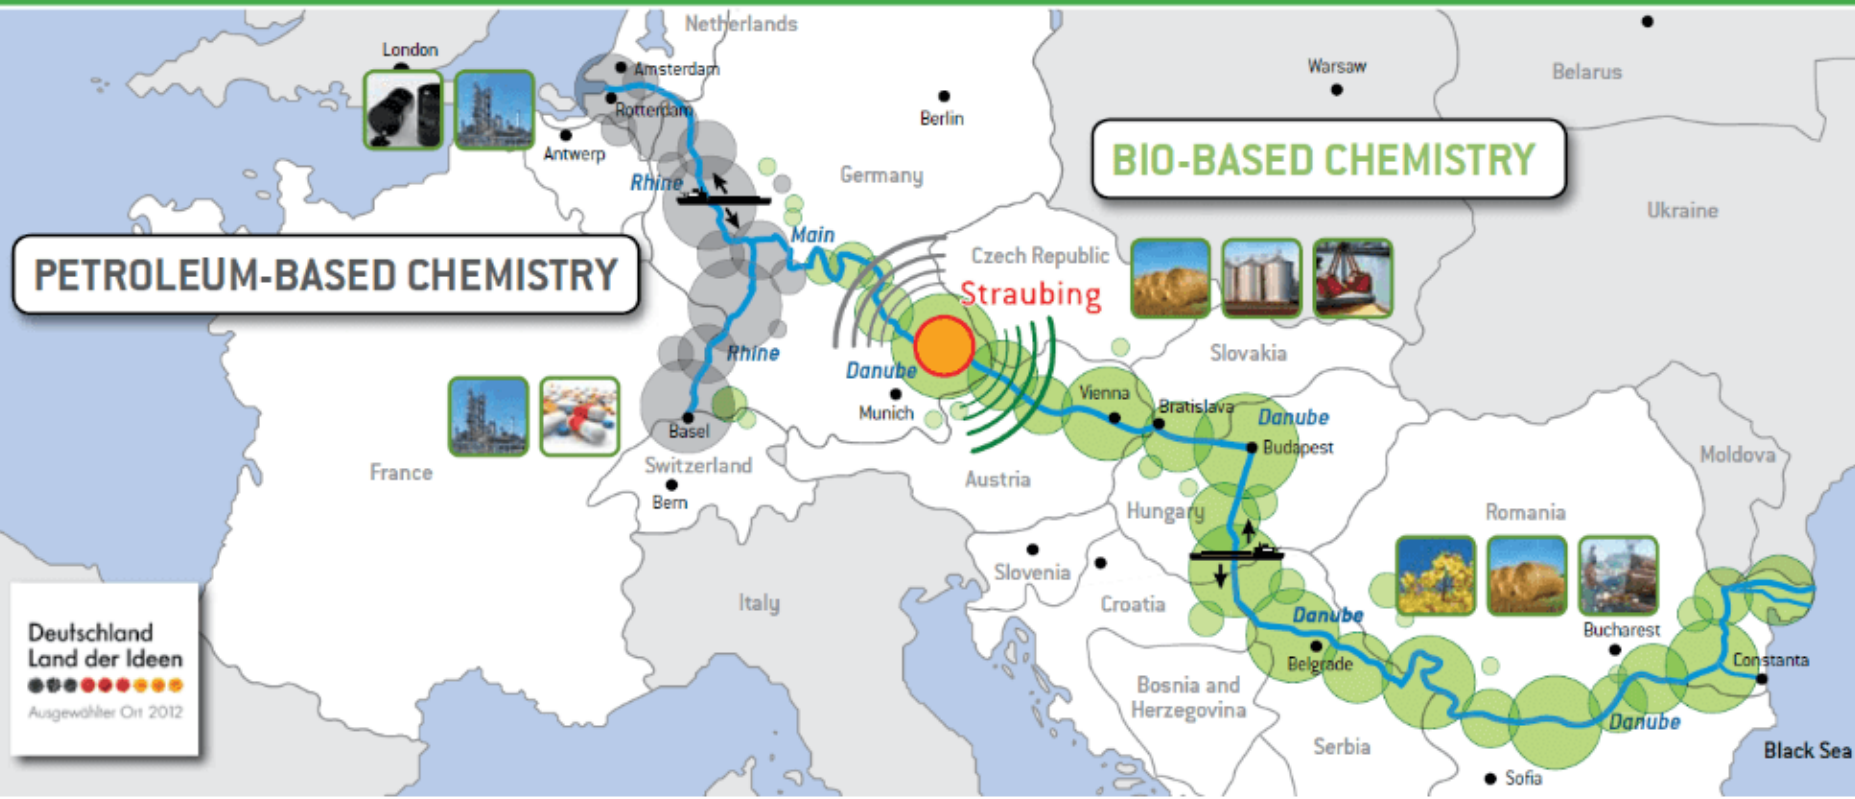 Netherlands
London
Amsterdam
Warsaw
Belarus
Rotterdam
Berlin
Antwerp
BIO-BASED CHEMISTRY
Germany
Rhine
Ukraine
Main
PETROLEUM-BASED CHEMISTRY
Czech Republic
Straubing
Rhine
Slovakia
Danube
Vienna
Munich
Bratislava
Danube
Basel
Budapest
Moldova
Switzerland
France
Austria
Bern
Hungary
Romania
Slovenia
Italy
Croatia
Danube
Bucharest
Deutschland
Land der Ideen
Ausgewählter Ort 2012
Belgrade
Constanta
Bosnia and
Herzegovina
Danube
Serbia
Black Sea
Sofia